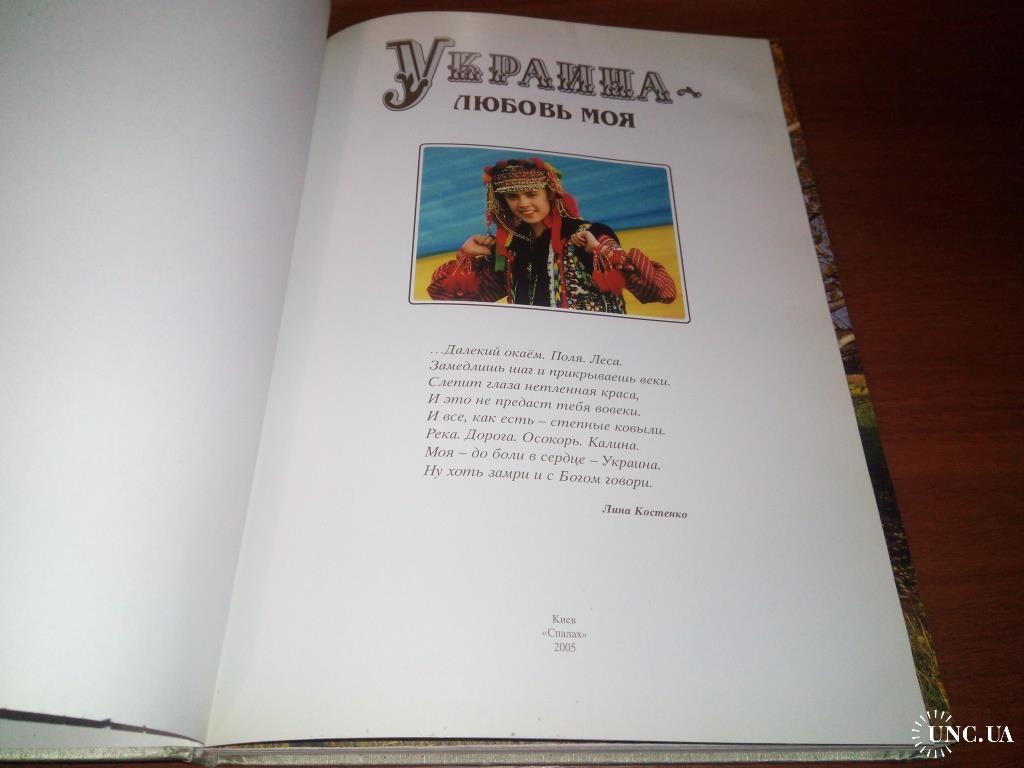 УКРАИНА -
ЛЮБОВЬ МОЯ
…Далекий окаём. Поля. Леса.
Замедлишь шаг и прикрываешь веки.
Слепит глаза нетленная краса,
И это не предаст тебя вовеки.
И все, как есть – степные ковыли.
Река. Дорога. Осокорь. Калина.
Моя – до боли в сердце – Украина.
Ну хоть замри и с Богом говори.
Лина Костенко
Киев
«Спалах»
2005
UNC.UA